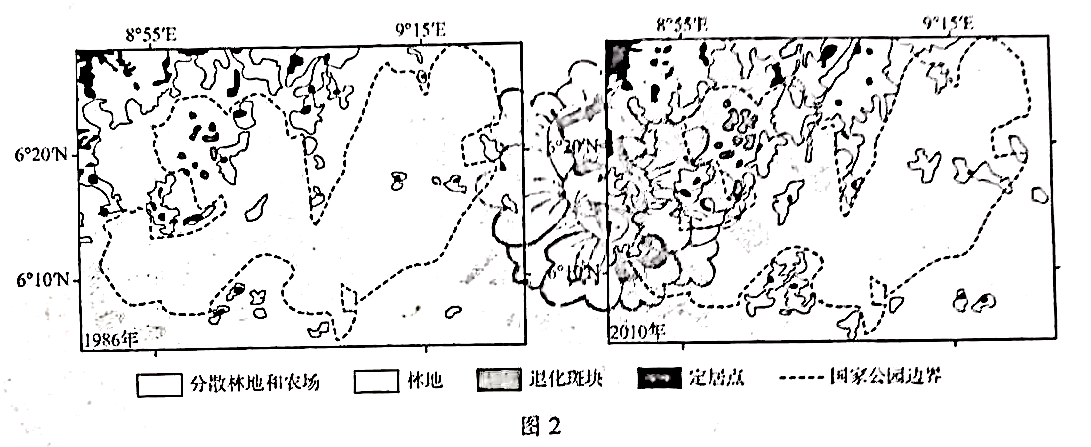 8°55′E 9°15′E 8°55′E 9°15′E
6°20′N 6°20′N
6°10′N 6°10′N
1986年 2010年
分散林地和农场 林地 退化斑块 定居点 国家公园边界
图2